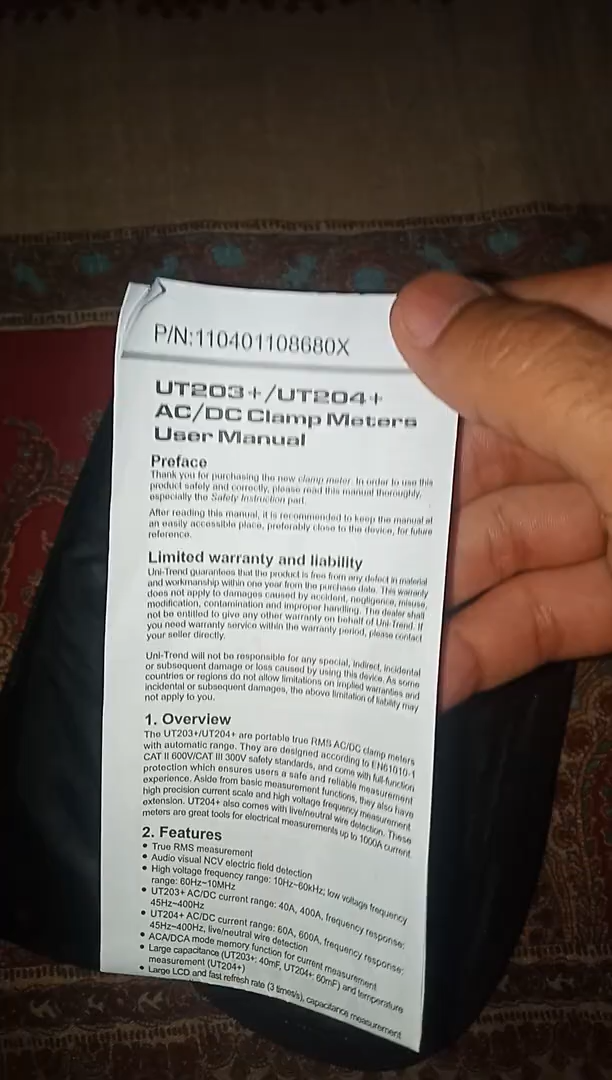 P/N:110401108680X
UT203+/UT204+
AC/DC Clamp Meters
User Manual
Preface
Thank you for purchasing the new clamp meter. In order to use this
product safely and correctly, please read this manual thoroughly,
especially the Safety Instruction part.
After reading this manual, it is recommended to keep the manual at
an easily accessible place, preferably close to the device, for future
reference.
Limited warranty and liability
Uni-Trend guarantees that the product is free from any defect in material
and workmanship within one year from the purchase date. This warranty
does not apply to damages caused by accident, negligence, misuse,
modification, contamination and improper handling. The dealer shall
not be entitled to give any other warranty on behalf of Uni-Trend. If
you need warranty service within the warranty period, please contact
your seller directly.
Uni-Trend will not be responsible for any special, indirect, incidental
or subsequent damage or loss caused by using this device. As some
countries or regions do not allow limitations on implied warranties and
incidental or subsequent damages, the above limitation of liability may
not apply to you.
1. Overview
The UT203+/UT204+ are portable true RMS AC/DC clamp meters
with automatic range. They are designed according to EN61010-1
CAT II 600V/CAT III 300V safety standards, and come with full-function
protection which ensures users a safe and reliable measurement
experience. Aside from basic measurement functions, they also have
high precision current scale and high voltage frequency measurement
extension. UT204+ also comes with live/neutral wire detection. These
meters are great tools for electrical measurements up to 1000A current.
2. Features
• True RMS measurement
• Audio visual NCV electric field detection
• High voltage frequency range: 10Hz~60kHz; low voltage frequency
range: 60Hz~10MHz
• UT203+ AC/DC current range: 40A, 400A, frequency response:
45Hz~400Hz
• UT204+ AC/DC current range: 60A, 600A, frequency response:
45Hz~400Hz, live/neutral wire detection
• ACA/DCA mode memory function for current measurement
• Large capacitance (UT203+: 40mF, UT204+: 60mF) and temperature
measurement (UT204+)
• Large LCD and fast refresh rate (3 times/s), capacitance measurement